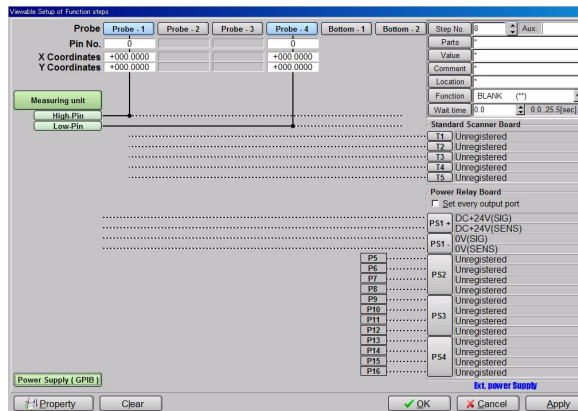 Viewable Setup of Function steps
Probe Probe - 1 Probe - 2 Probe - 3 Probe - 4 Bottom - 1 Bottom - 2
Pin No. 0 0
X Coordinates +000.0000 +000.0000
Y Coordinates +000.0000 +000.0000
Measuring unit
High-Pin
Low-Pin
Step No. 8 Aux.
Parts *
Value *
Comment *
Location *
Function BLANK (**)
Wait time 0.0 0.0..25.5[sec]
Standard Scanner Board
T1 Unregistered
T2 Unregistered
T3 Unregistered
T4 Unregistered
T5 Unregistered
Power Relay Board
Set every output port
PS1 + DC+24V(SIG)
DC+24V(SENS)
PS1 - 0V(SIG)
0V(SENS)
P5 Unregistered
P6 Unregistered
PS2
P7 Unregistered
P8 Unregistered
P9 Unregistered
P10 Unregistered
PS3
P11 Unregistered
P12 Unregistered
P13 Unregistered
P14 Unregistered
PS4
P15 Unregistered
P16 Unregistered
Power Supply ( GPIB )
Ext. power Supply
Property Clear OK Cancel Apply